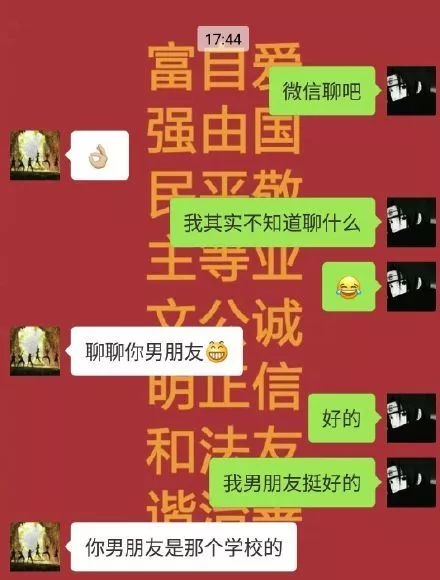 17:44
富自爱
微信聊吧
强由国
👌🏼
民平敬
我其实不知道聊什么
主等业
😂
文公诚
聊聊你男朋友😁
明正信
好的
和法友
我男朋友挺好的
谐治善
你男朋友是那个学校的